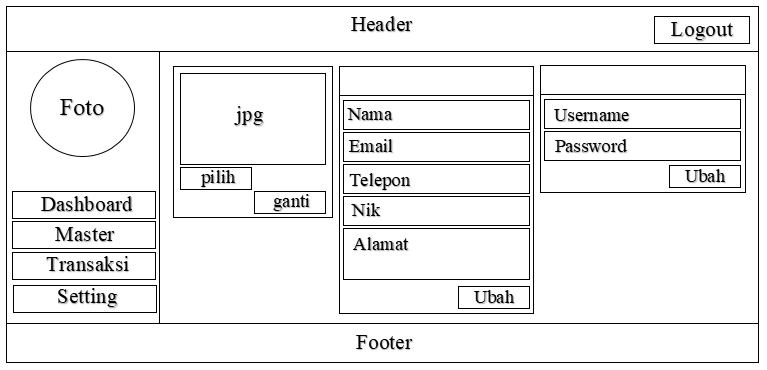 Header
Logout
Foto
Dashboard
Master
Transaksi
Setting
jpg
pilih
ganti
Nama
Email
Telepon
Nik
Alamat
Ubah
Username
Password
Ubah
Footer